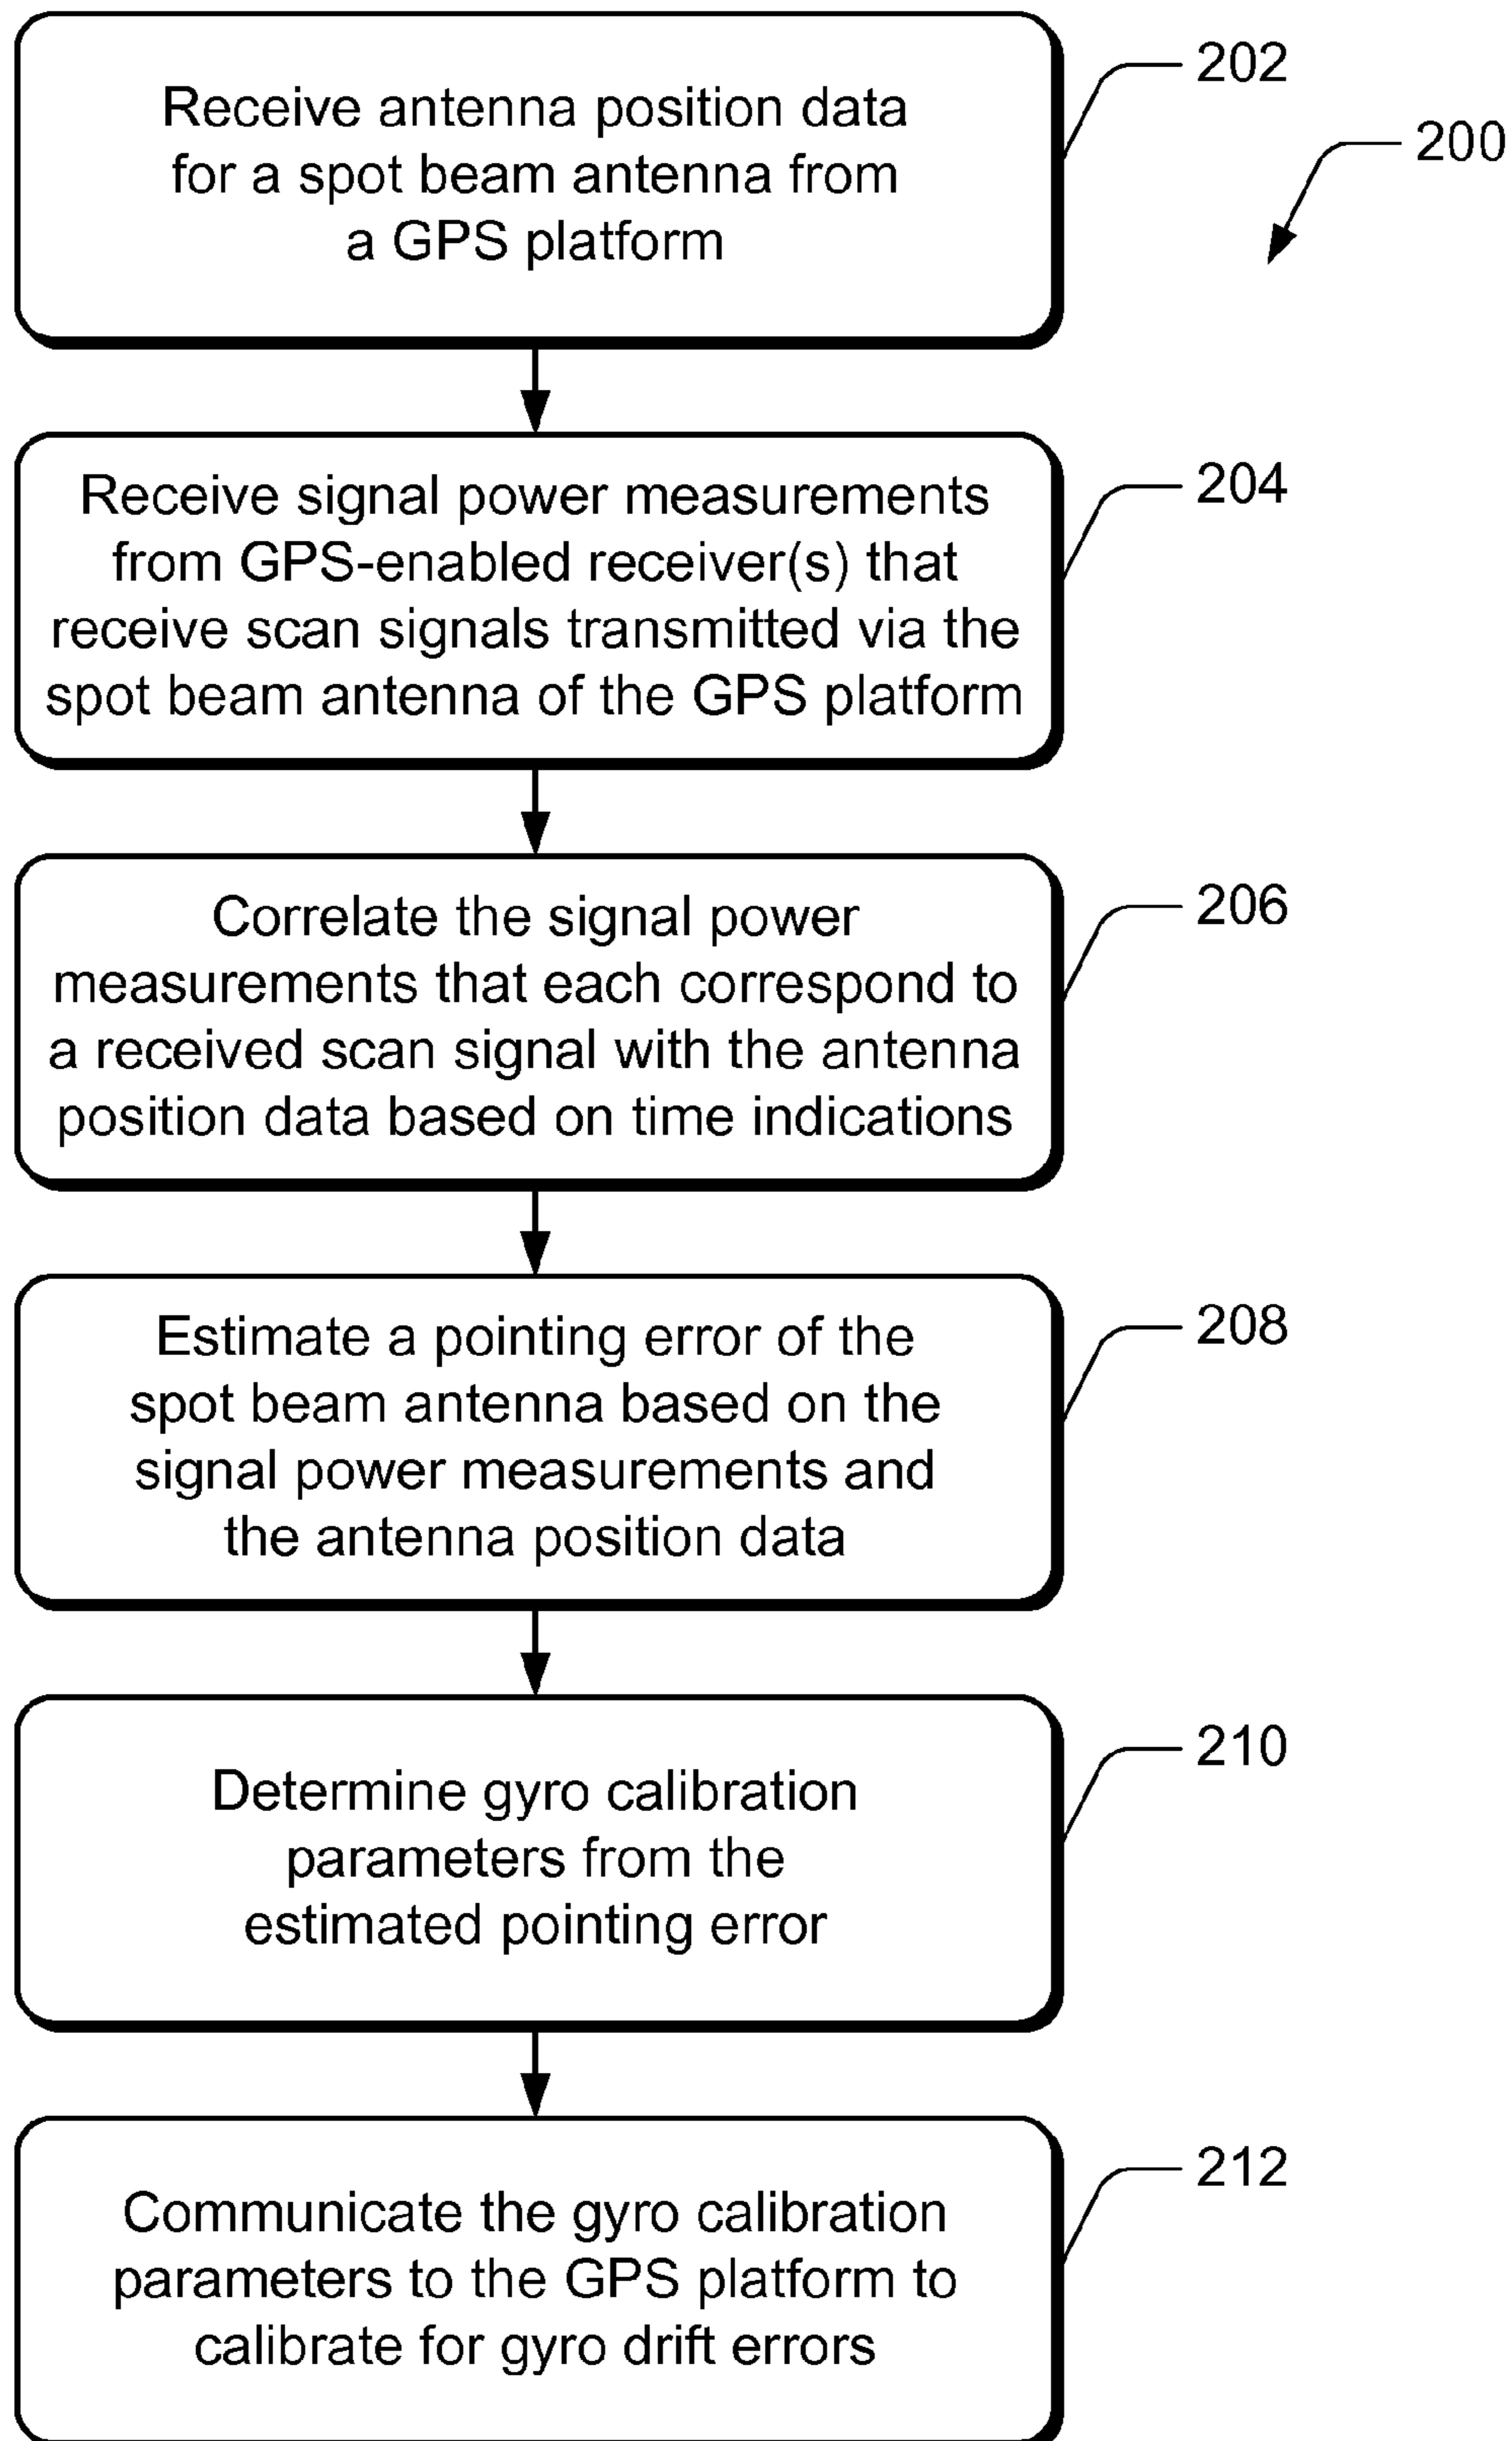 Receive antenna position data
for a spot beam antenna from
a GPS platform
202
200
Receive signal power measurements
from GPS-enabled receiver(s) that
receive scan signals transmitted via the
spot beam antenna of the GPS platform
204
Correlate the signal power
measurements that each correspond to
a received scan signal with the antenna
position data based on time indications
206
Estimate a pointing error of the
spot beam antenna based on the
signal power measurements and
the antenna position data
208
Determine gyro calibration
parameters from the
estimated pointing error
210
Communicate the gyro calibration
parameters to the GPS platform to
calibrate for gyro drift errors
212